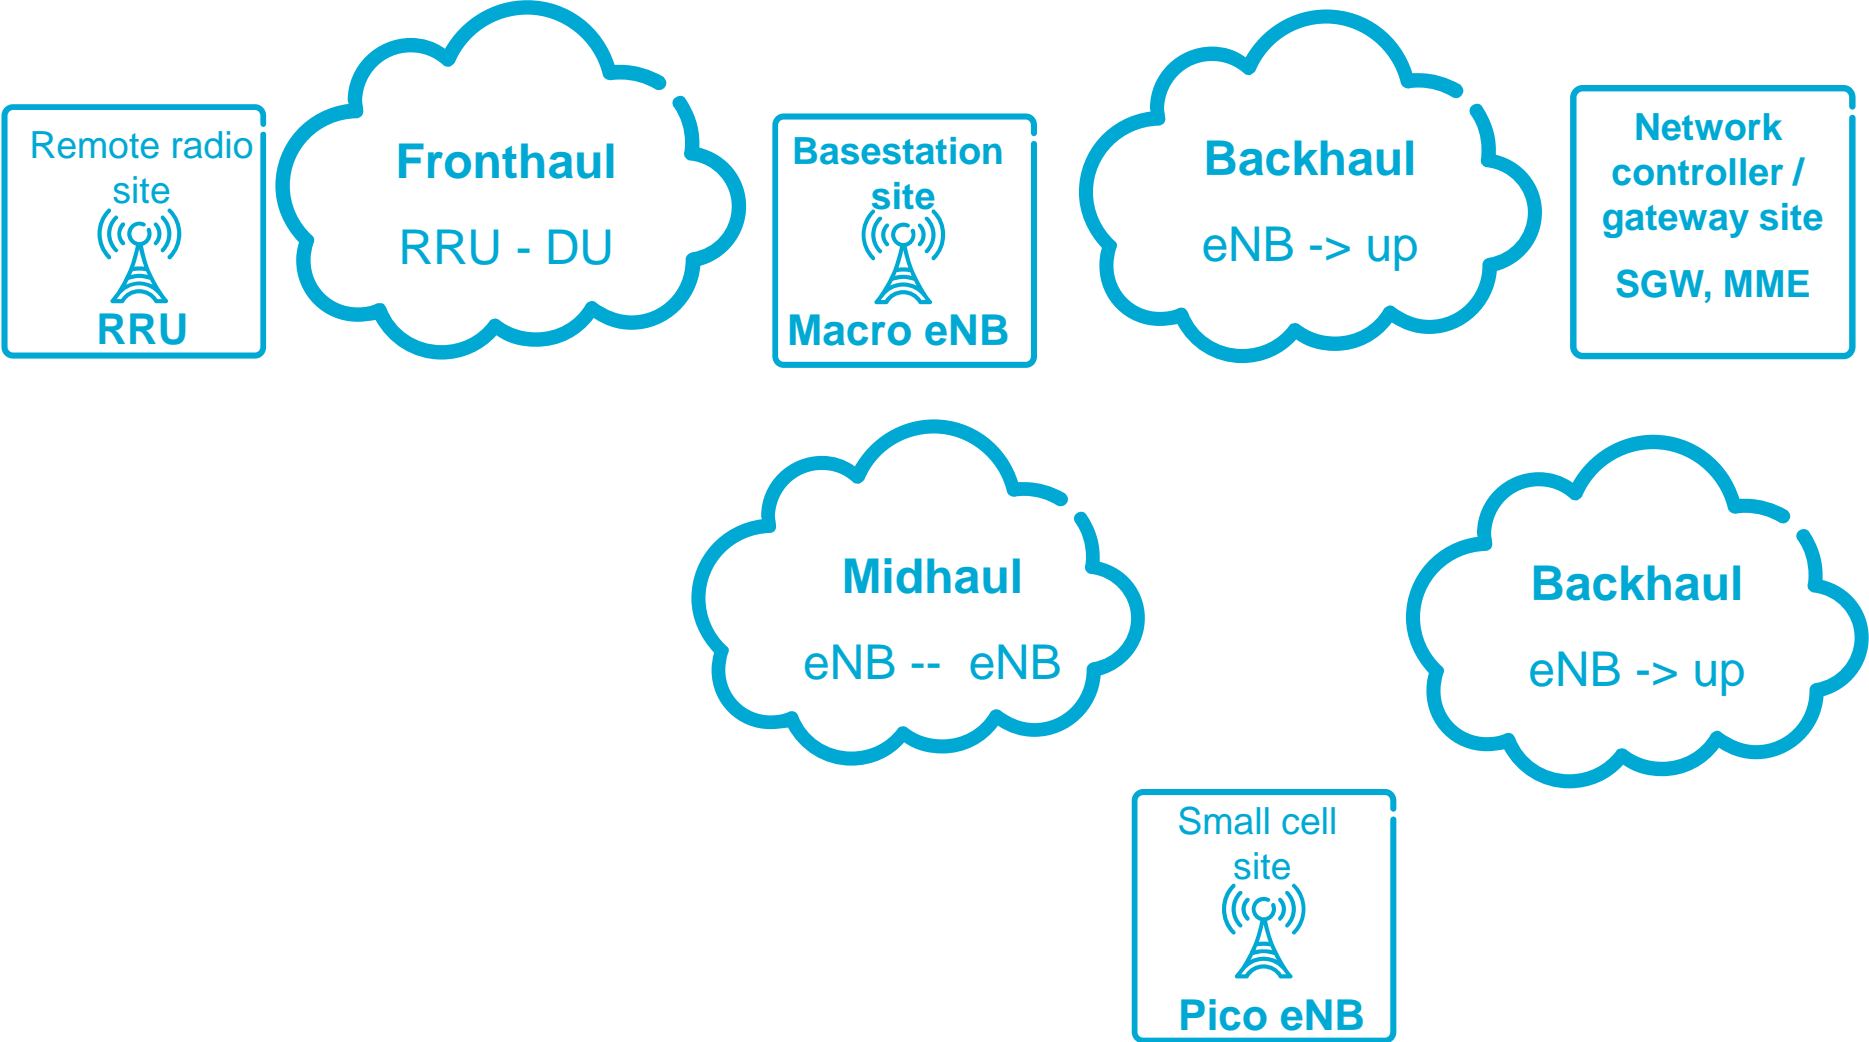 Remote radio
site
RRU
Fronthaul
RRU - DU
Basestation
site
Macro eNB
Backhaul
eNB -> up
Network
controller /
gateway site
SGW, MME
Midhaul
eNB -- eNB
Backhaul
eNB -> up
Small cell
site
Pico eNB